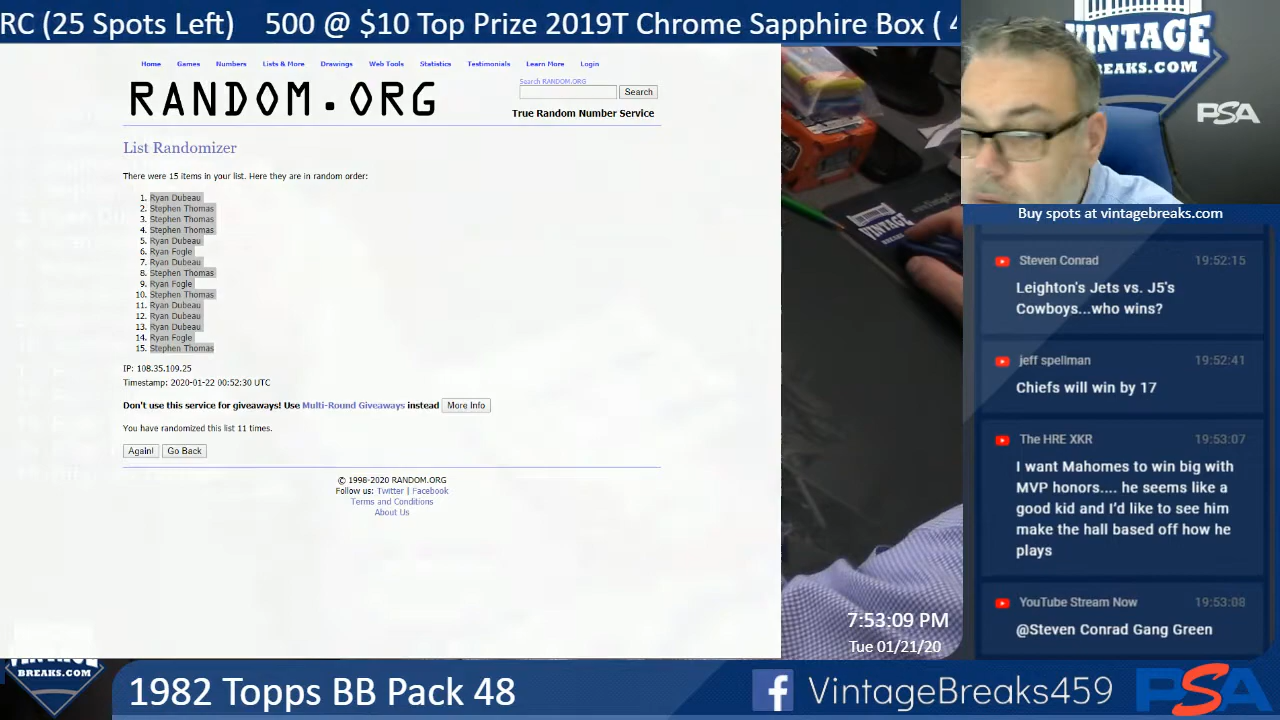 RC (25 Spots Left) 500 @ $10 Top Prize 2019T Chrome Sapphire Box ( 4
Home Games Numbers Lists & More Drawings Web Tools Statistics Testimonials Learn More Login
RANDOM.ORG
Search RANDOM.ORG
Search
True Random Number Service
List Randomizer
There were 15 items in your list. Here they are in random order:
1. Ryan Dubeau
2. Stephen Thomas
3. Stephen Thomas
4. Stephen Thomas
5. Ryan Dubeau
6. Ryan Fogle
7. Ryan Dubeau
8. Stephen Thomas
9. Ryan Fogle
10. Stephen Thomas
11. Ryan Dubeau
12. Ryan Dubeau
13. Ryan Dubeau
14. Ryan Fogle
15. Stephen Thomas
IP: 108.35.109.25
Timestamp: 2020-01-22 00:52:30 UTC
Don't use this service for giveaways! Use Multi-Round Giveaways instead More Info
You have randomized this list 11 times.
Again! Go Back
© 1998-2020 RANDOM.ORG
Follow us: Twitter | Facebook
Terms and Conditions
About Us
VINTAGE
VINTAGE
BREAKS.COM
PSA
Buy spots at vintagebreaks.com
Steven Conrad 19:52:15
Leighton's Jets vs. J5's
Cowboys...who wins?
jeff spellman 19:52:41
Chiefs will win by 17
The HRE XKR 19:53:07
I want Mahomes to win big with
MVP honors.... he seems like a
good kid and I'd like to see him
make the hall based off how he
plays
YouTube Stream Now 19:53:08
@Steven Conrad Gang Green
7:53:09 PM
Tue 01/21/20
VINTAGE
BREAKS.COM
1982 Topps BB Pack 48
f VintageBreaks459
PSA